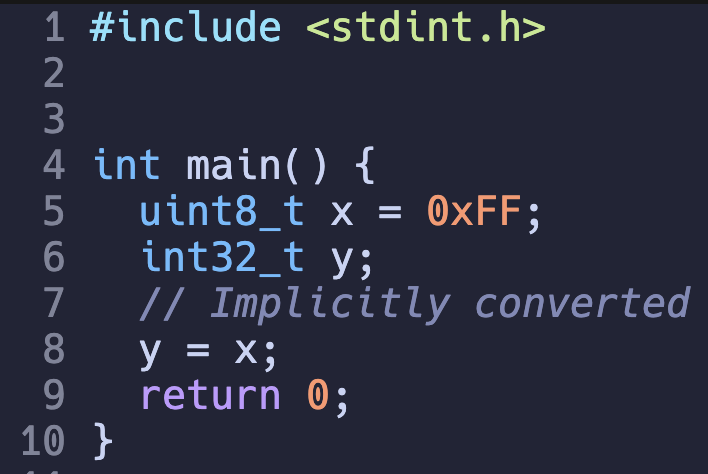 1 #include <stdint.h>
2
3
4 int main() {
5   uint8_t x = 0xFF;
6   int32_t y;
7   // Implicitly converted
8   y = x;
9   return 0;
10 }